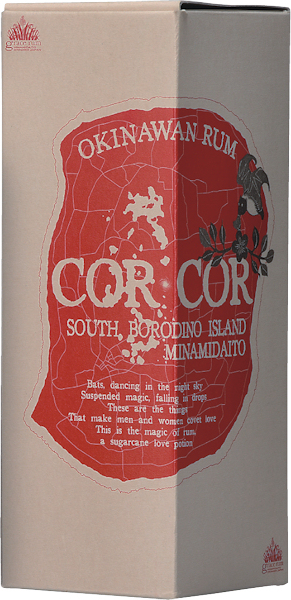 OKINAWAN RUM
COR COR
SOUTH BORODINO ISLAND
MINAMIDAITO
Bats, dancing in the night sky
Suspended magic, falling in drops
These are the things
That make men and women covet love
This is the magic of rum,
a sugarcane love potion